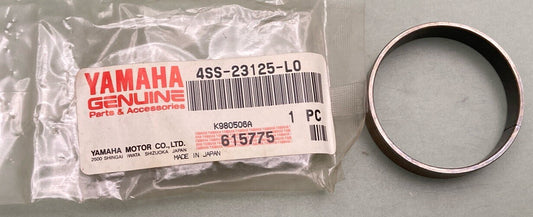 YAMAHA
GENUINE
Parts & Accessories
4SS-23125-L0
1 PC
K980506A
615775
YAMAHA MOTOR CO.,LTD.
2500 SHINGAI IWATA SHIZUOKA, JAPAN
MADE IN JAPAN